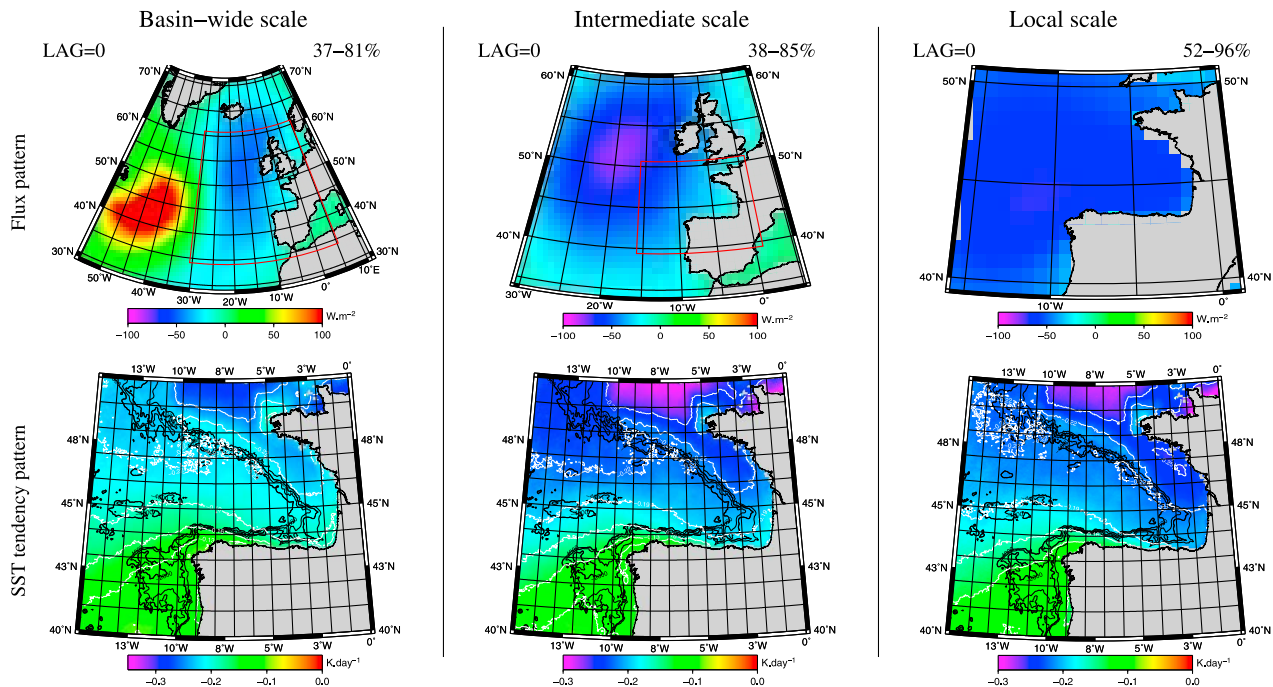 Basin–wide scale
Intermediate scale
Local scale
LAG=0 37–81%
LAG=0 38–85%
LAG=0 52–96%
Flux pattern
70˚N 70˚N
60˚N 60˚N
50˚N 50˚N
40˚N 40˚N
30˚N 30˚N
50˚W 40˚W 30˚W 20˚W 10˚W 0˚ 10˚E
−100 −50 0 50 100
W.m−2
60˚N 60˚N
50˚N 50˚N
40˚N 40˚N
30˚W 20˚W 10˚W 0˚
−100 −50 0 50 100
W.m−2
50˚N 50˚N
40˚N 40˚N
10˚W 0˚
−100 −50 0 50 100
W.m−2
SST tendency pattern
13˚W 10˚W 8˚W 5˚W 3˚W 0˚
48˚N 48˚N
45˚N 45˚N
43˚N 43˚N
40˚N 40˚N
13˚W 10˚W 8˚W 5˚W 3˚W 0˚
−0.3 −0.2 −0.1 0.0
K.day−1
13˚W 10˚W 8˚W 5˚W 3˚W 0˚
48˚N 48˚N
45˚N 45˚N
43˚N 43˚N
40˚N 40˚N
13˚W 10˚W 8˚W 5˚W 3˚W 0˚
−0.3 −0.2 −0.1 0.0
K.day−1
13˚W 10˚W 8˚W 5˚W 3˚W 0˚
48˚N 48˚N
45˚N 45˚N
43˚N 43˚N
40˚N 40˚N
13˚W 10˚W 8˚W 5˚W 3˚W 0˚
−0.3 −0.2 −0.1 0.0
K.day−1